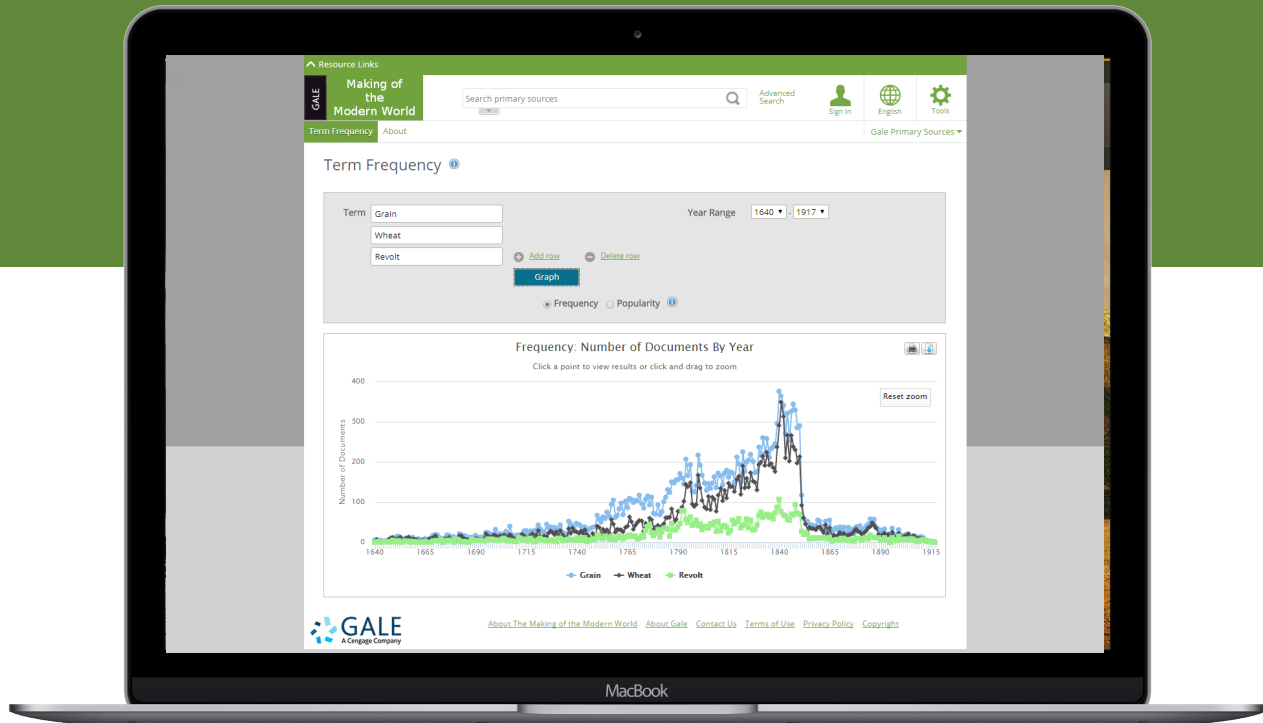 Resource Links
GALE
Making of
the
Modern World
Search primary sources
Advanced
Search
Sign In
English
Tools
Term Frequency About
Gale Primary Sources
Term Frequency
Term Grain
Year Range 1640 - 1917
Wheat
Revolt
Add row Delete row
Graph
Frequency Popularity
Frequency: Number of Documents By Year
Click a point to view results or click and drag to zoom
Reset zoom
Number of Documents
400
300
200
100
0
1640 1665 1690 1715 1740 1765 1790 1815 1840 1865 1890 1915
Grain Wheat Revolt
GALE
A Cengage Company
About The Making of the Modern World About Gale Contact Us Terms of Use Privacy Policy Copyright
MacBook